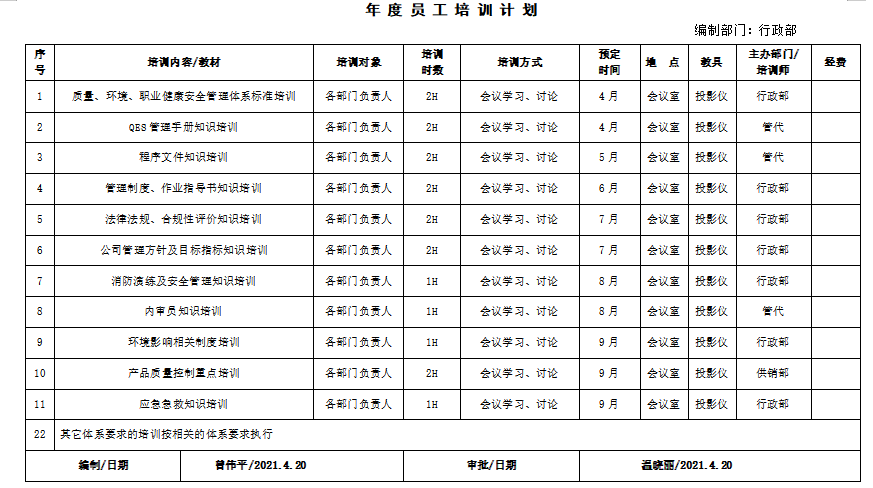 年度员工培训计划
编制部门：行政部
序号 培训内容/教材 培训对象 培训时数 培训方式 预定时间 地 点 教具 主办部门/培训师 经费
1 质量、环境、职业健康安全管理体系标准培训 各部门负责人 2H 会议学习、讨论 4月 会议室 投影仪 行政部
2 QES管理手册知识培训 各部门负责人 2H 会议学习、讨论 4月 会议室 投影仪 管代
3 程序文件知识培训 各部门负责人 2H 会议学习、讨论 5月 会议室 投影仪 管代
4 管理制度、作业指导书知识培训 各部门负责人 2H 会议学习、讨论 6月 会议室 投影仪 行政部
5 法律法规、合规性评价知识培训 各部门负责人 2H 会议学习、讨论 7月 会议室 投影仪 行政部
6 公司管理方针及目标指标知识培训 各部门负责人 2H 会议学习、讨论 7月 会议室 投影仪 行政部
7 消防演练及安全管理知识培训 各部门负责人 1H 会议学习、讨论 8月 会议室 投影仪 行政部
8 内审员知识培训 各部门负责人 1H 会议学习、讨论 8月 会议室 投影仪 管代
9 环境影响相关制度培训 各部门负责人 1H 会议学习、讨论 9月 会议室 投影仪 行政部
10 产品质量控制重点培训 各部门负责人 2H 会议学习、讨论 9月 会议室 投影仪 供销部
11 应急急救知识培训 各部门负责人 1H 会议学习、讨论 9月 会议室 投影仪 行政部
22 其它体系要求的培训按相关的体系要求执行
编制/日期 曾伟平/2021.4.20 审批/日期 温晓丽/2021.4.20